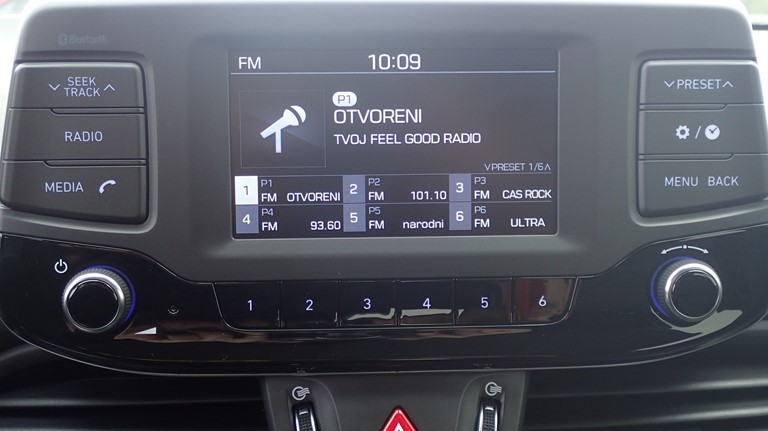 Bluetooth
SEEK
TRACK
RADIO
MEDIA
FM 10:09
P1
OTVORENI
TVOJ FEEL GOOD RADIO
PRESET 1/6
1 P1 FM OTVORENI 2 P2 FM 101.10 3 P3 FM CAS ROCK
4 P4 FM 93.60 5 P5 FM narodni 6 P6 FM ULTRA
PRESET
/
MENU BACK
1 2 3 4 5 6